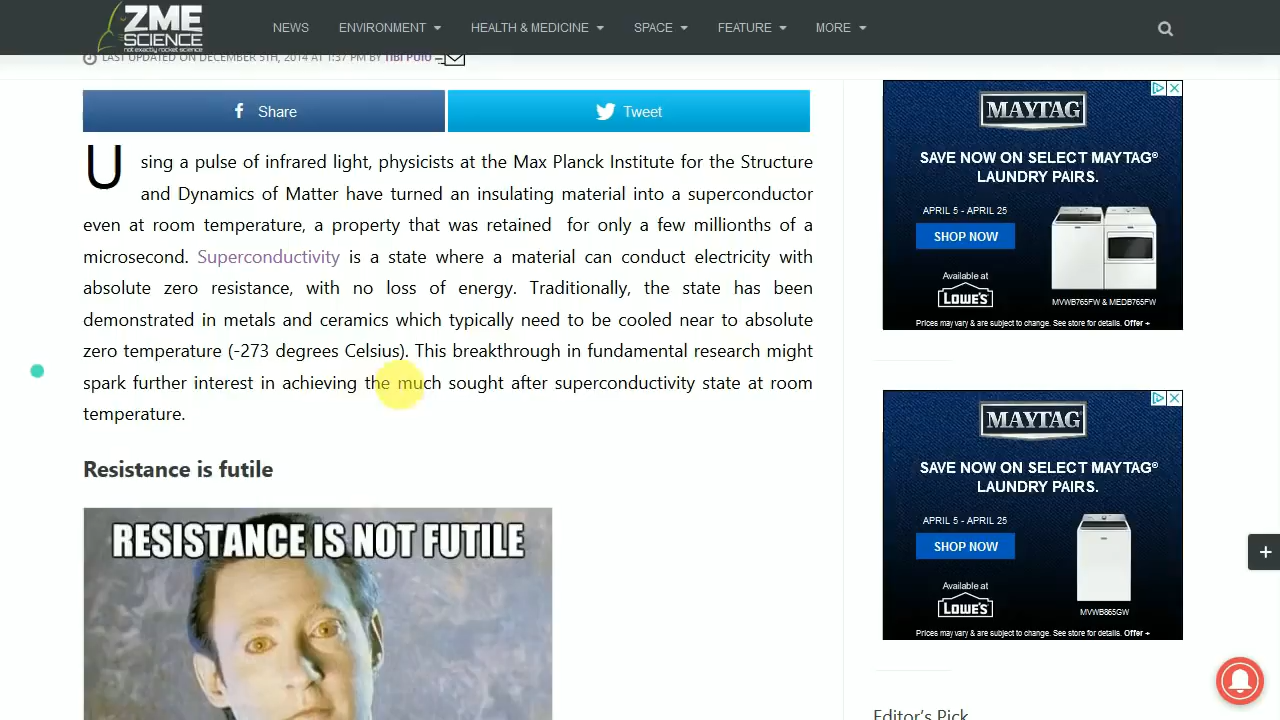 ZME
SCIENCE
not exactly rocket science
NEWS
ENVIRONMENT
HEALTH & MEDICINE
SPACE
FEATURE
MORE
LAST UPDATED ON DECEMBER 5TH, 2014 AT 1:37 PM BY TIBI PUIU
Share
Tweet
Using a pulse of infrared light, physicists at the Max Planck Institute for the Structure
and Dynamics of Matter have turned an insulating material into a superconductor
even at room temperature, a property that was retained for only a few millionths of a
microsecond. Superconductivity is a state where a material can conduct electricity with
absolute zero resistance, with no loss of energy. Traditionally, the state has been
demonstrated in metals and ceramics which typically need to be cooled near to absolute
zero temperature (-273 degrees Celsius). This breakthrough in fundamental research might
spark further interest in achieving the much sought after superconductivity state at room
temperature.
Resistance is futile
RESISTANCE IS NOT FUTILE
MAYTAG
SAVE NOW ON SELECT MAYTAG®
LAUNDRY PAIRS.
APRIL 5 - APRIL 25
SHOP NOW
Available at
LOWE'S
MVWB765FW & MEDB765FW
Prices may vary & are subject to change. See store for details. Offer +
MAYTAG
SAVE NOW ON SELECT MAYTAG®
LAUNDRY PAIRS.
APRIL 5 - APRIL 25
SHOP NOW
Available at
LOWE'S
MVWB865GW
Prices may vary & are subject to change. See store for details. Offer +
Editor's Pick